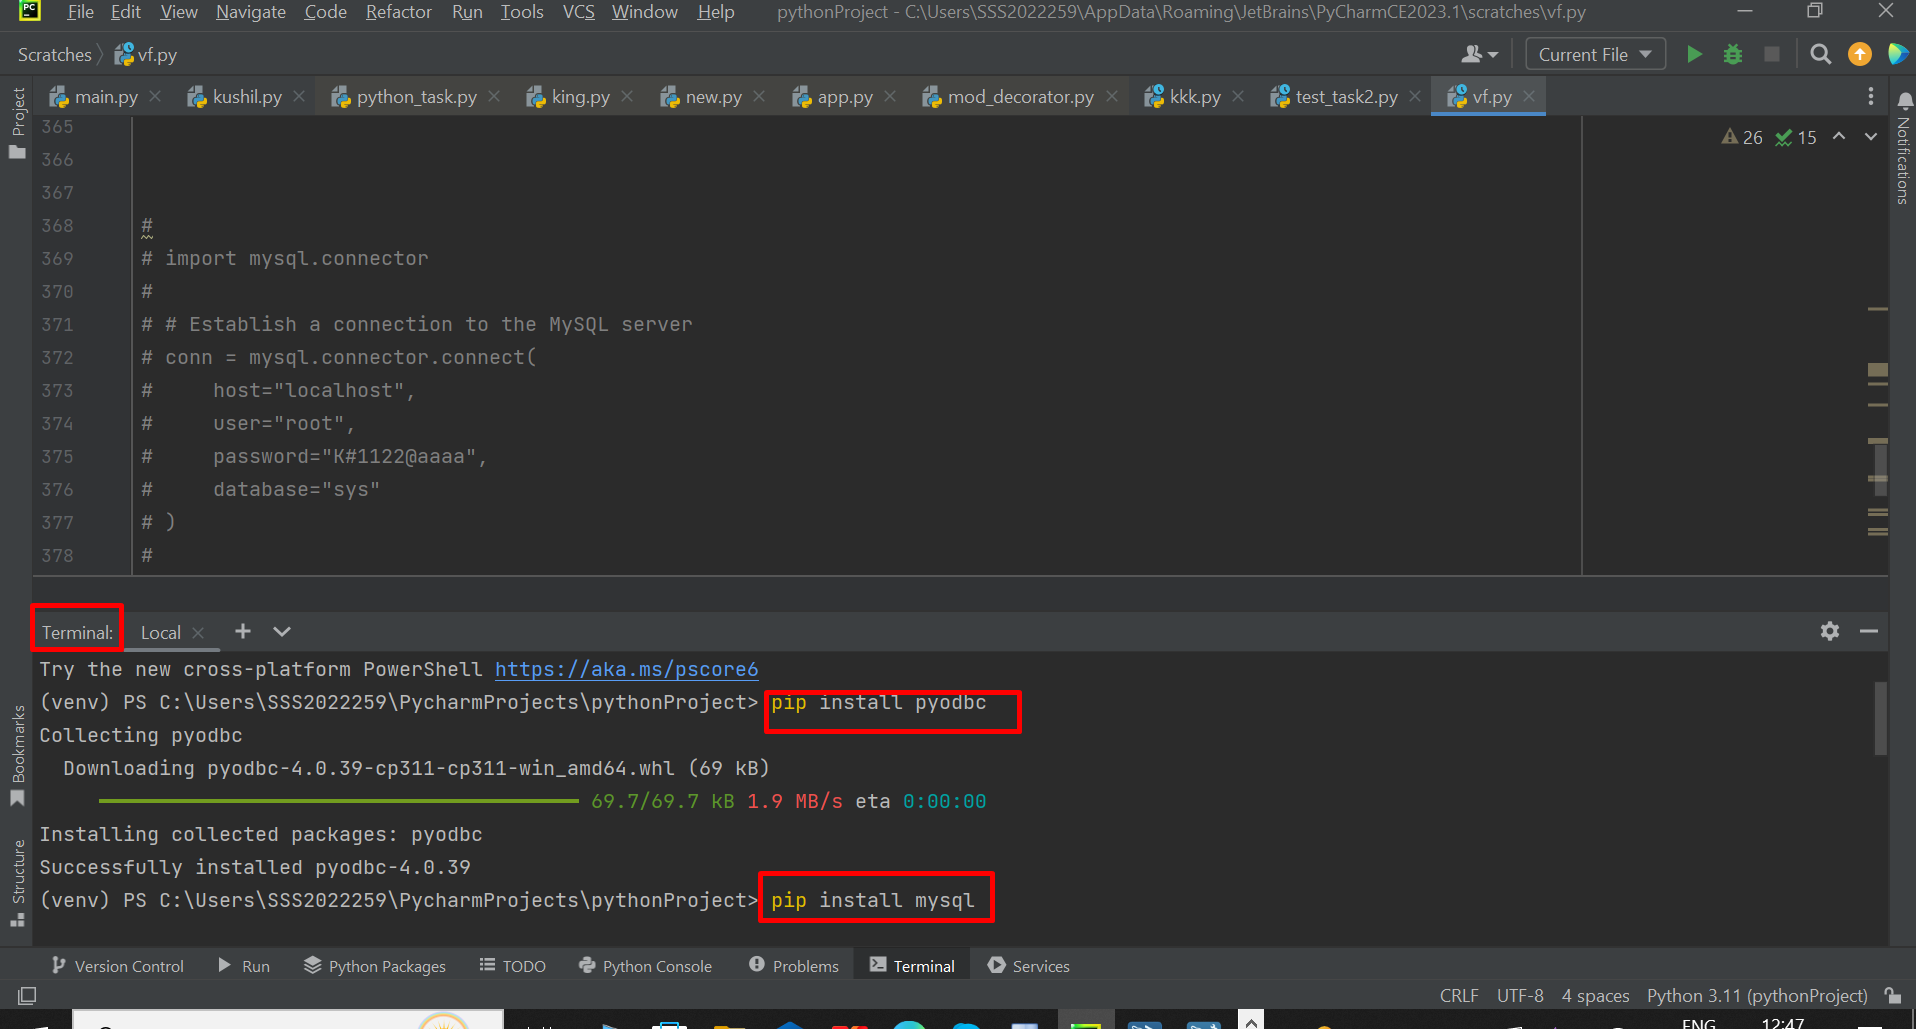 PC File Edit View Navigate Code Refactor Run Tools VCS Window Help pythonProject - C:\Users\SSS2022259\AppData\Roaming\JetBrains\PyCharmCE2023.1\scratches\vf.py
Scratches vf.py Current File
main.py kushil.py python_task.py king.py new.py app.py mod_decorator.py kkk.py test_task2.py vf.py
Project
Notifications
26 15
365
366
367
368 #
369 # import mysql.connector
370 #
371 # # Establish a connection to the MySQL server
372 # conn = mysql.connector.connect(
373 #     host="localhost",
374 #     user="root",
375 #     password="K#1122@aaaa",
376 #     database="sys"
377 # )
378 #
Terminal: Local
Try the new cross-platform PowerShell https://aka.ms/pscore6
(venv) PS C:\Users\SSS2022259\PycharmProjects\pythonProject> pip install pyodbc
Collecting pyodbc
  Downloading pyodbc-4.0.39-cp311-cp311-win_amd64.whl (69 kB)
69.7/69.7 kB 1.9 MB/s eta 0:00:00
Installing collected packages: pyodbc
Successfully installed pyodbc-4.0.39
(venv) PS C:\Users\SSS2022259\PycharmProjects\pythonProject> pip install mysql
Bookmarks
Structure
Version Control Run Python Packages TODO Python Console Problems Terminal Services
CRLF UTF-8 4 spaces Python 3.11 (pythonProject)
ENG 12:47